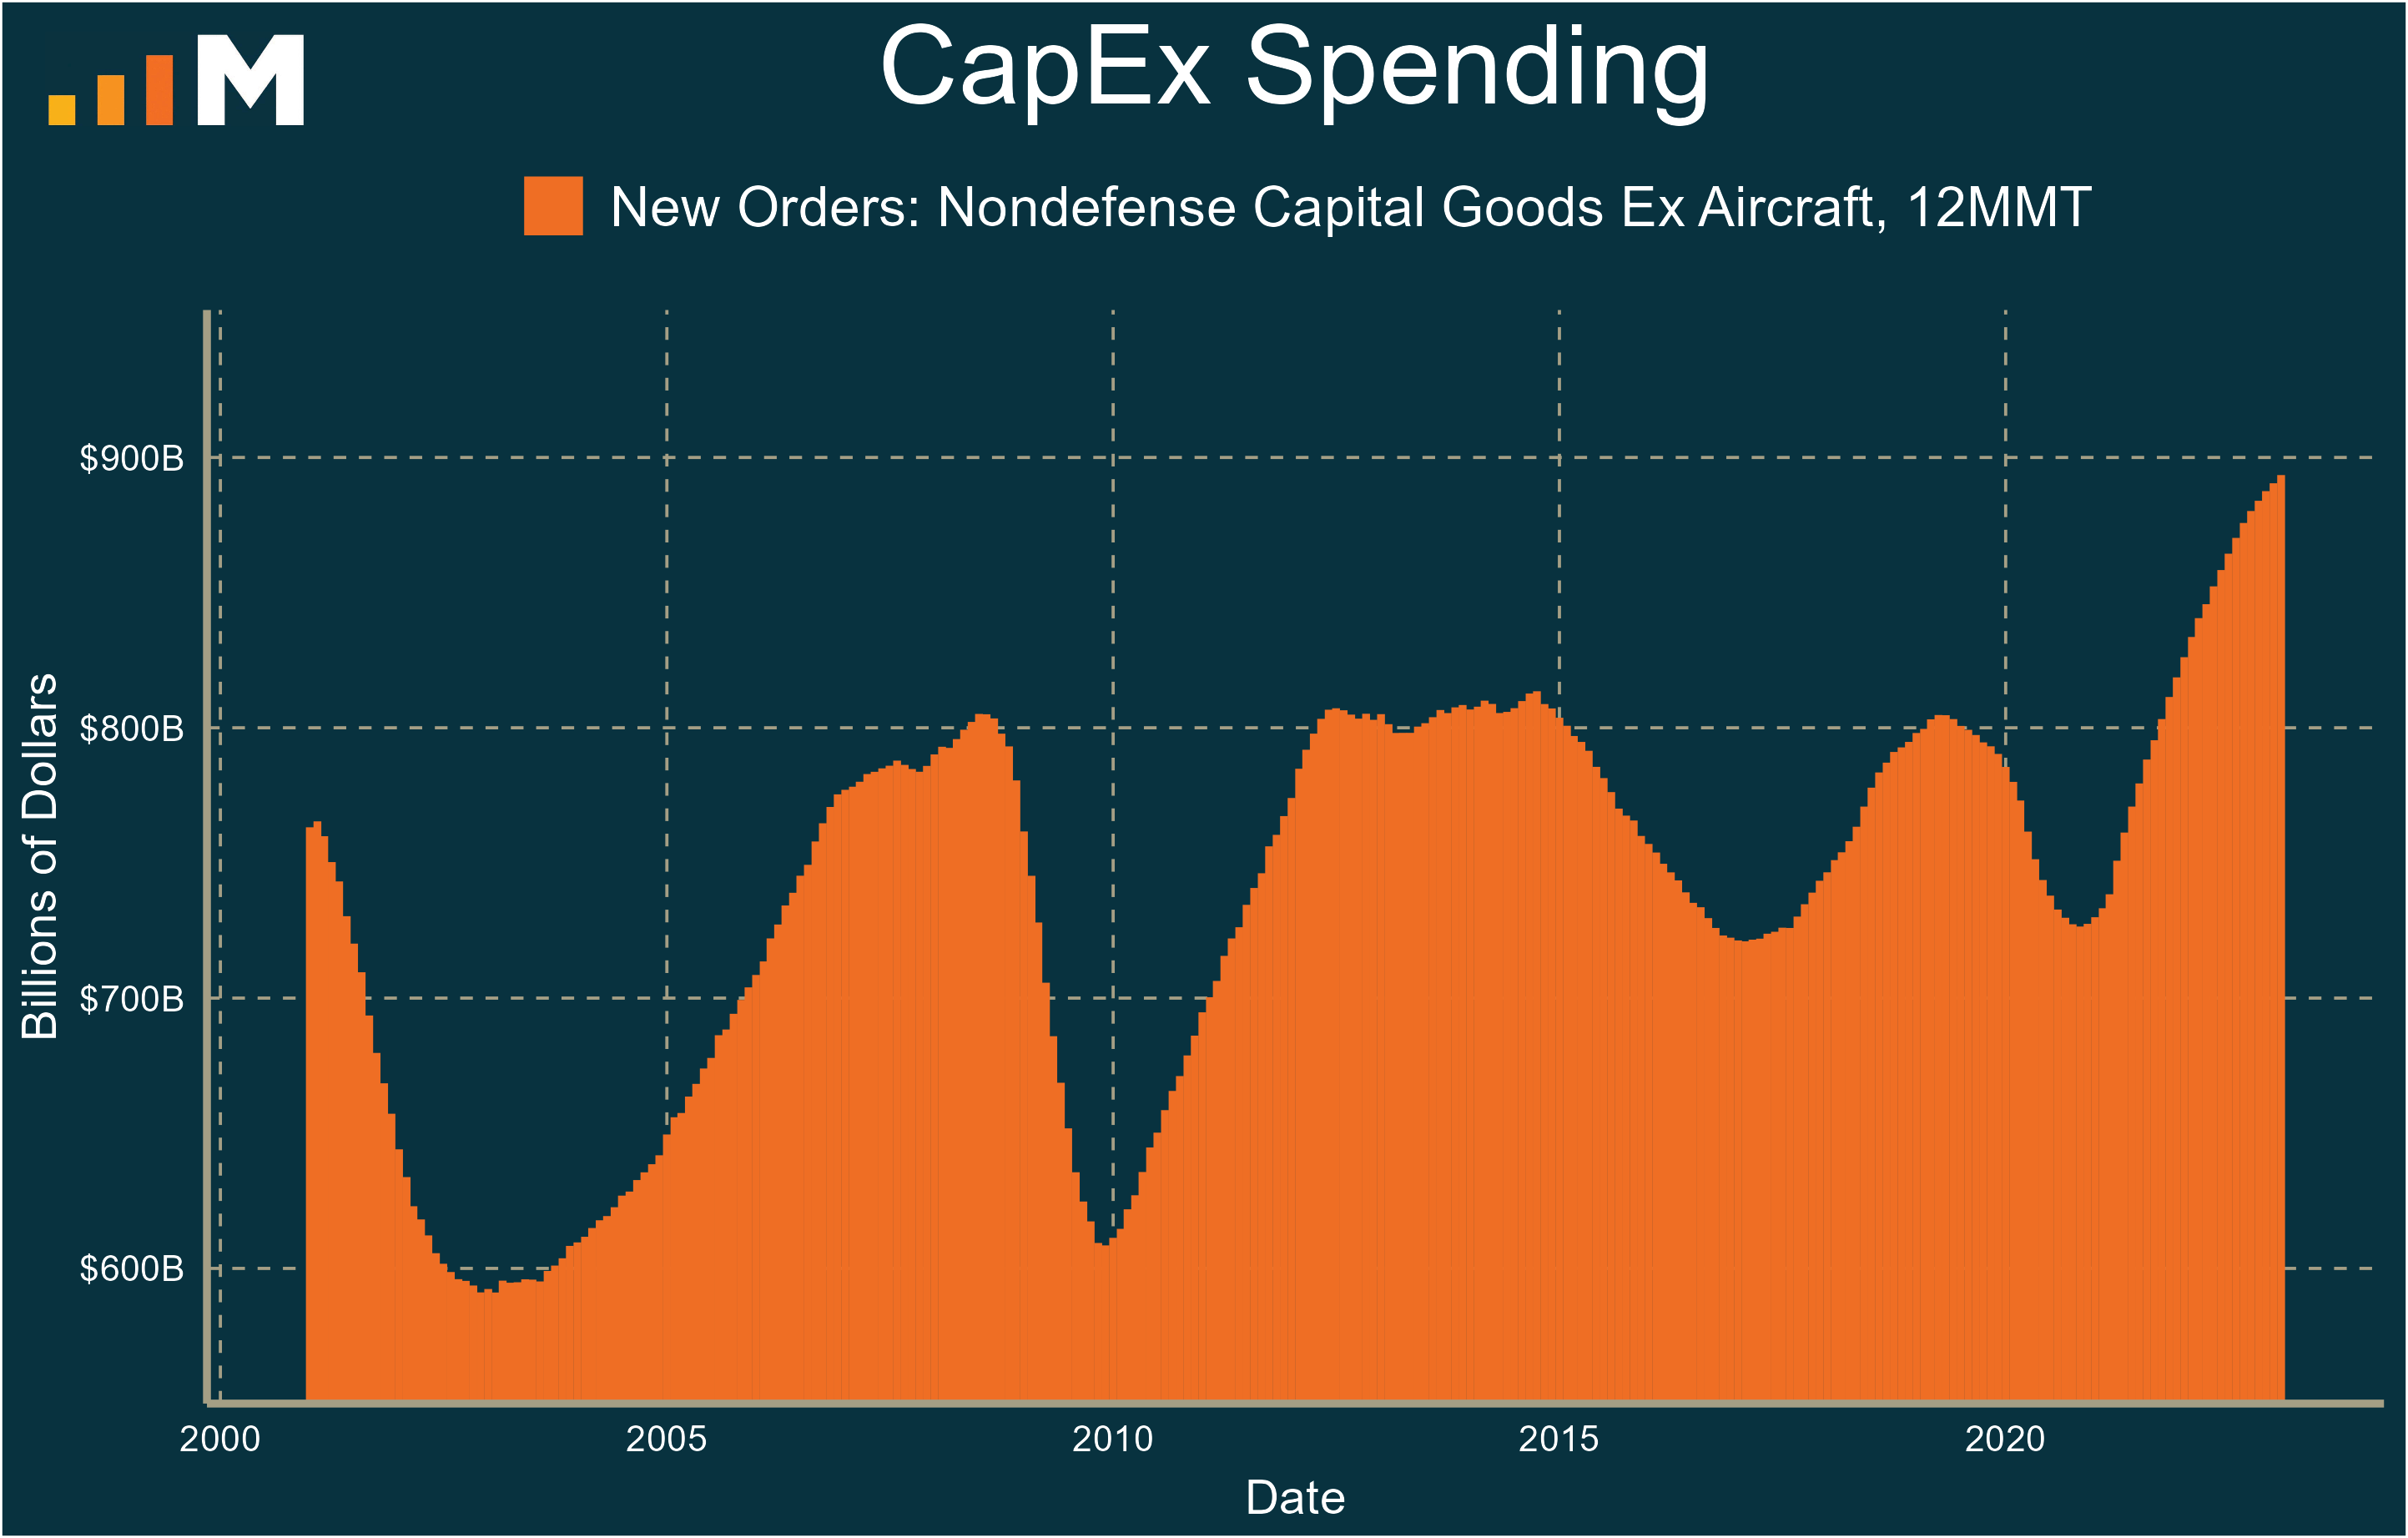 M
CapEx Spending
New Orders: Nondefense Capital Goods Ex Aircraft, 12MMT
$900B
$800B
$700B
$600B
Billions of Dollars
2000 2005 2010 2015 2020
Date